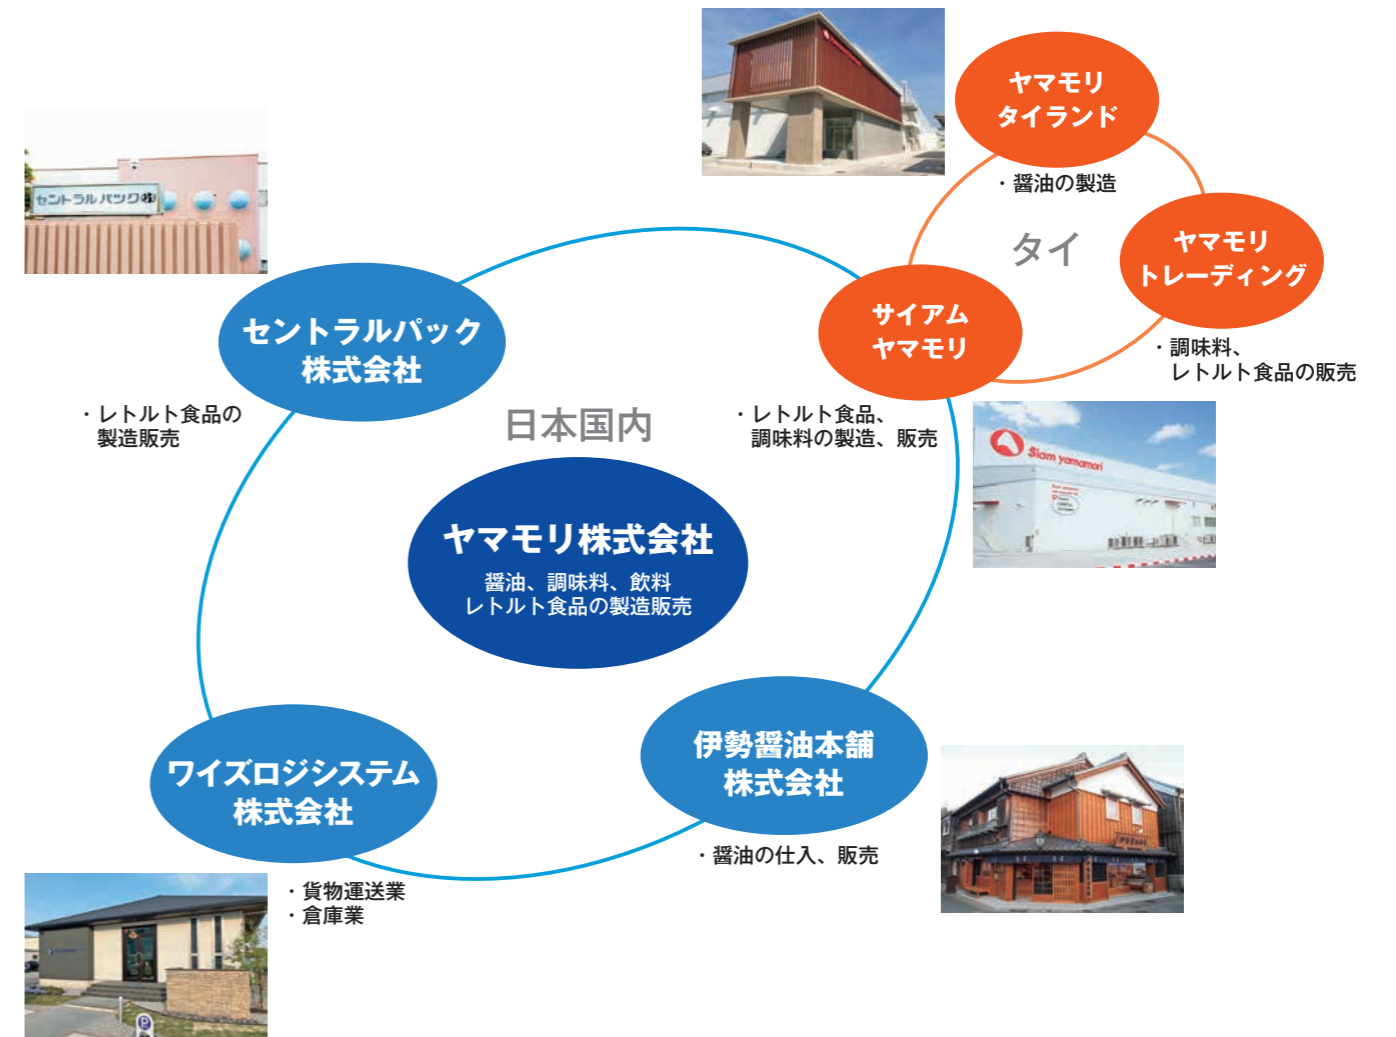 ヤマモリ
タイランド
・醤油の製造
タイ
ヤマモリ
トレーディング
・調味料、
レトルト食品の販売
サイアム
ヤマモリ
・レトルト食品、
調味料の製造、販売
Siam yamamori
セントラルパック㈱
セントラルパック
株式会社
・レトルト食品の
製造販売
日本国内
ヤマモリ株式会社
醤油、調味料、飲料
レトルト食品の製造販売
伊勢醤油本舗
株式会社
・醤油の仕入、販売
ワイズロジシステム
株式会社
・貨物運送業
・倉庫業
P